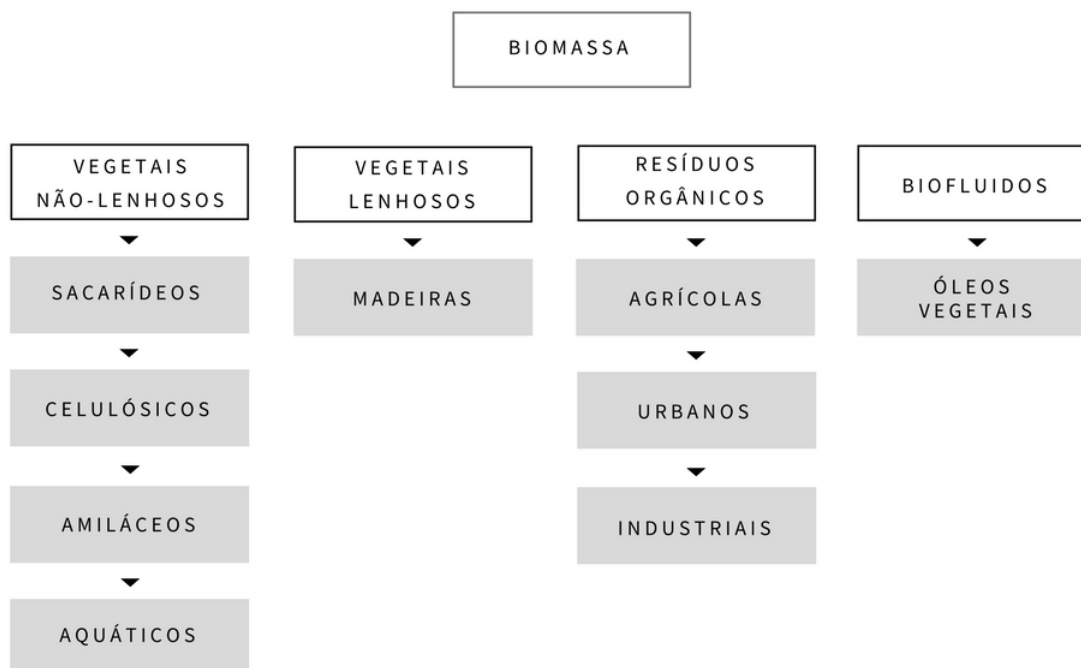 BIOMASSA
VEGETAIS
NÃO-LENHOSOS
SACARÍDEOS
CELULÓSICOS
AMILÁCEOS
AQUÁTICOS
VEGETAIS
LENHOSOS
MADEIRAS
RESÍDUOS
ORGÂNICOS
AGRÍCOLAS
URBANOS
INDUSTRIAIS
BIOFLUIDOS
ÓLEOS
VEGETAIS